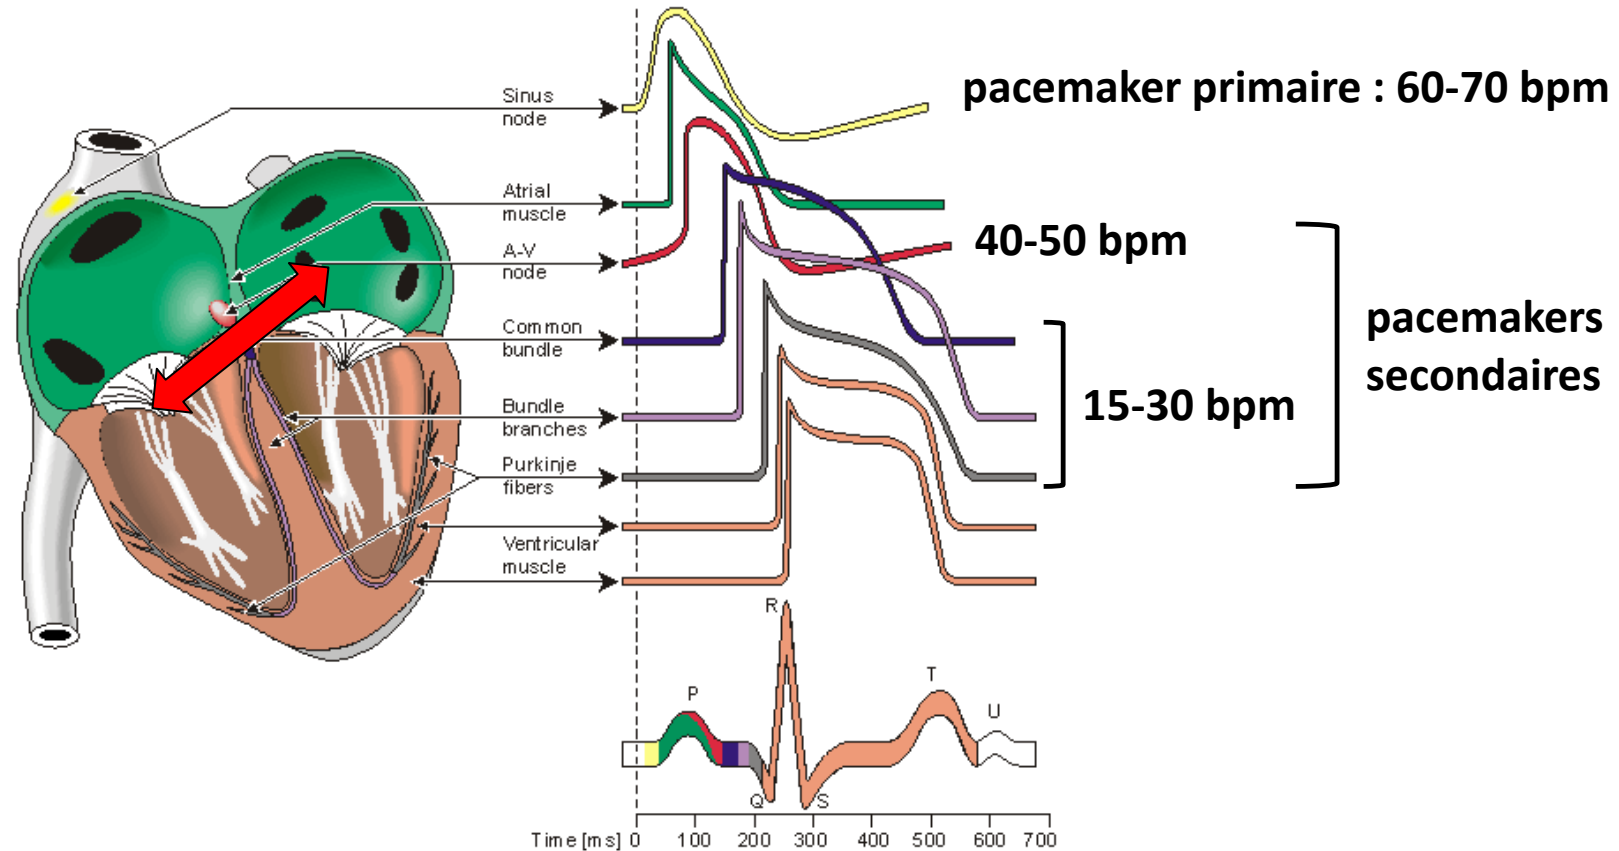 Sinus
node
pacemaker primaire : 60-70 bpm
Atrial
muscle
A-V
node
40-50 bpm
Common
bundle
pacemakers
secondaires
15-30 bpm
Bundle
branches
Purkinje
fibers
Ventricular
muscle
R
P
T
U
Q
S
Time [ms] 0 100 200 300 400 500 600 700